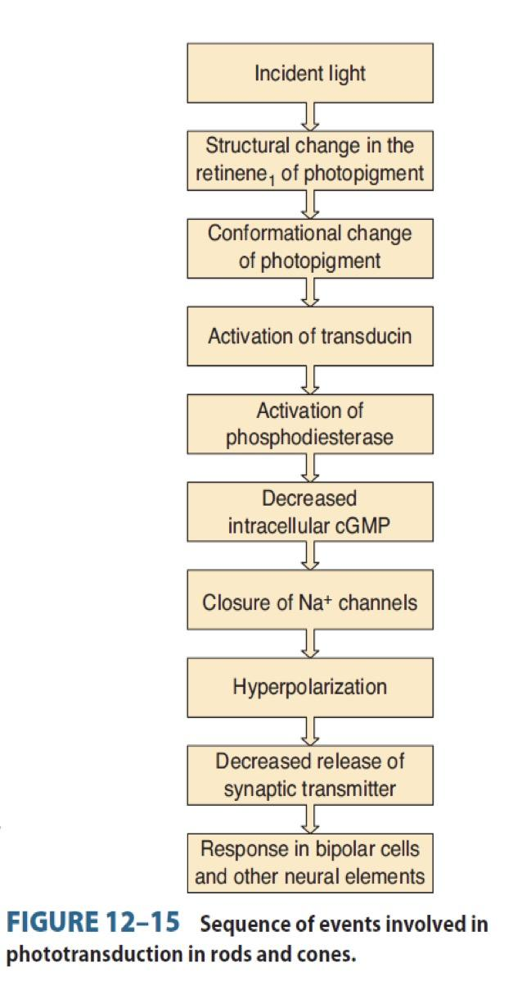 Incident light
Structural change in the
retinene₁ of photopigment
Conformational change
of photopigment
Activation of transducin
Activation of
phosphodiesterase
Decreased
intracellular cGMP
Closure of Na⁺ channels
Hyperpolarization
Decreased release of
synaptic transmitter
Response in bipolar cells
and other neural elements
FIGURE 12–15 Sequence of events involved in
phototransduction in rods and cones.